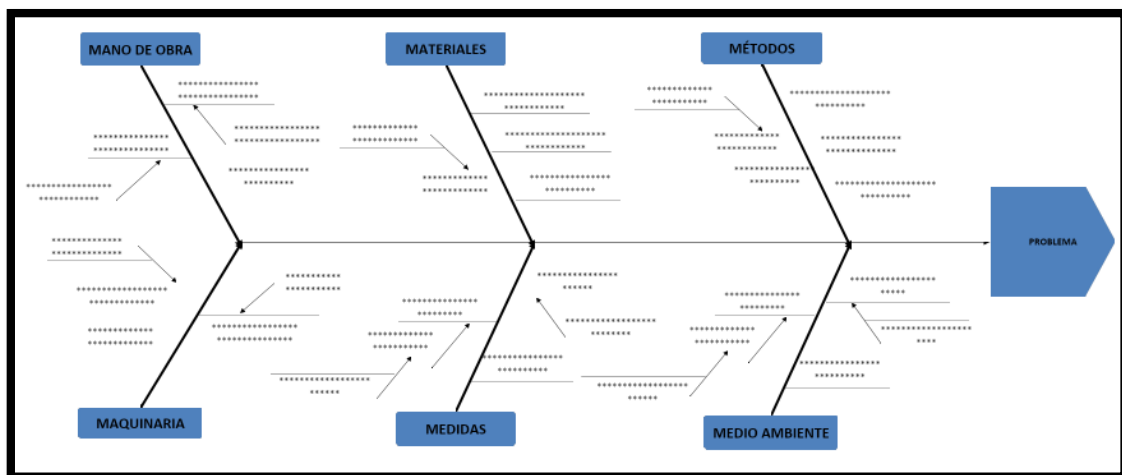 MANO DE OBRA
MATERIALES
MÉTODOS
PROBLEMA
MAQUINARIA
MEDIDAS
MEDIO AMBIENTE